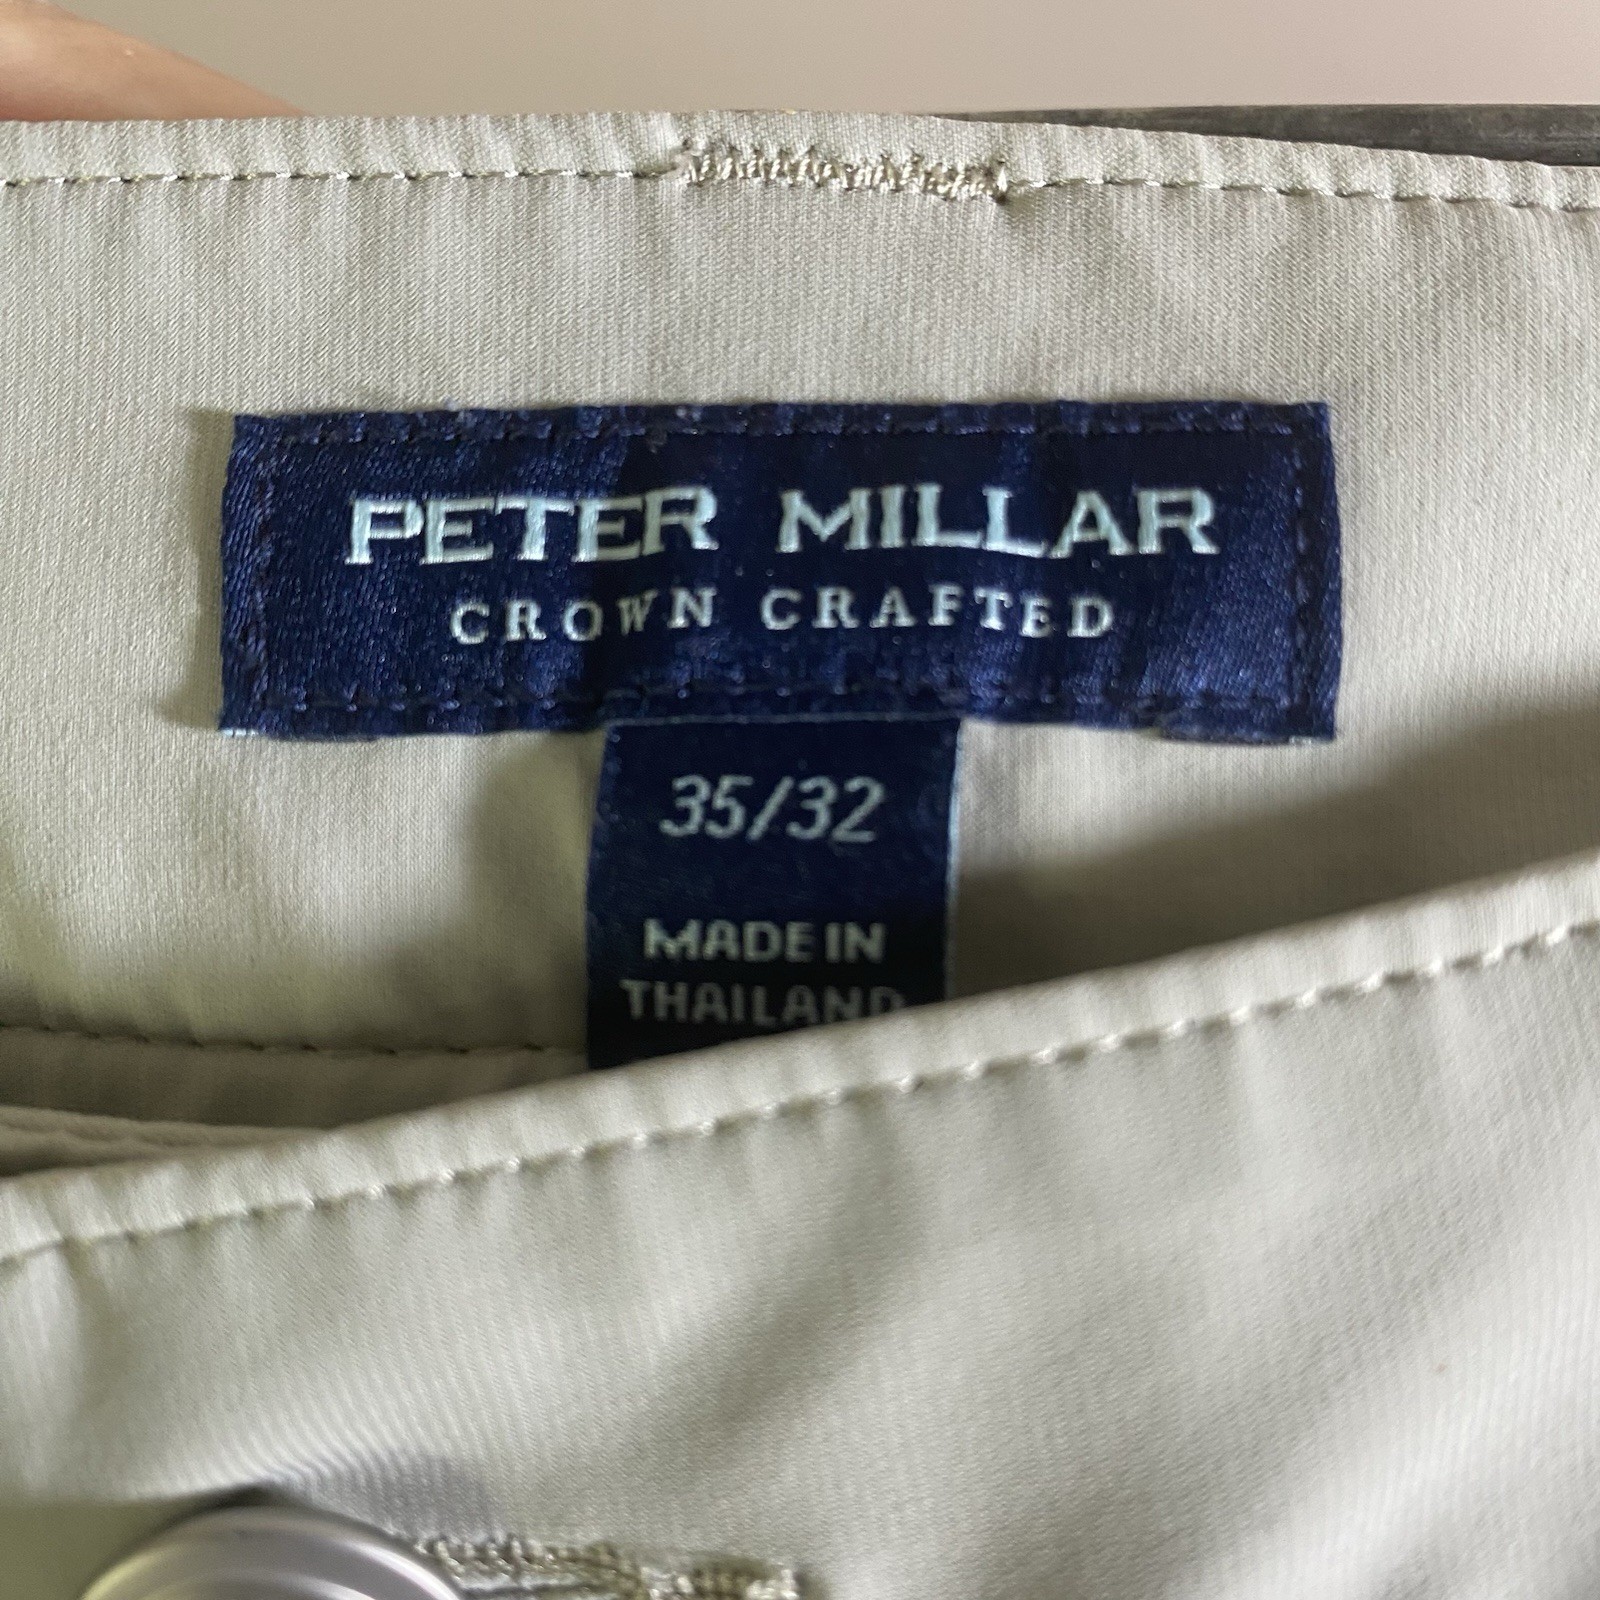 PETER MILLAR
CROWN CRAFTED
35/32
MADE IN
THAILAND